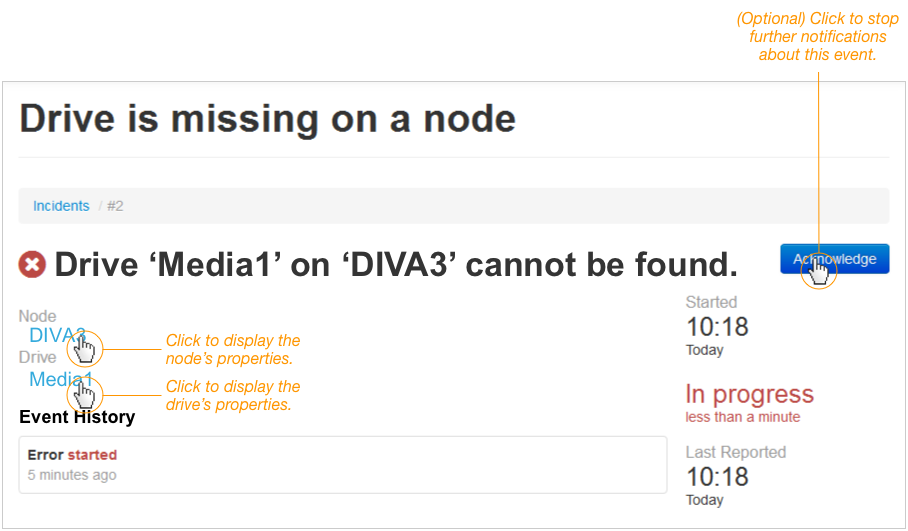 (Optional) Click to stop
further notifications
about this event.
Drive is missing on a node
Incidents / #2
Drive ‘Media1’ on ‘DIVA3’ cannot be found.
Acknowledge
Node
DIVA3
Click to display the
node’s properties.
Drive
Media1
Click to display the
drive’s properties.
Started
10:18
Today
In progress
less than a minute
Last Reported
10:18
Today
Event History
Error started
5 minutes ago